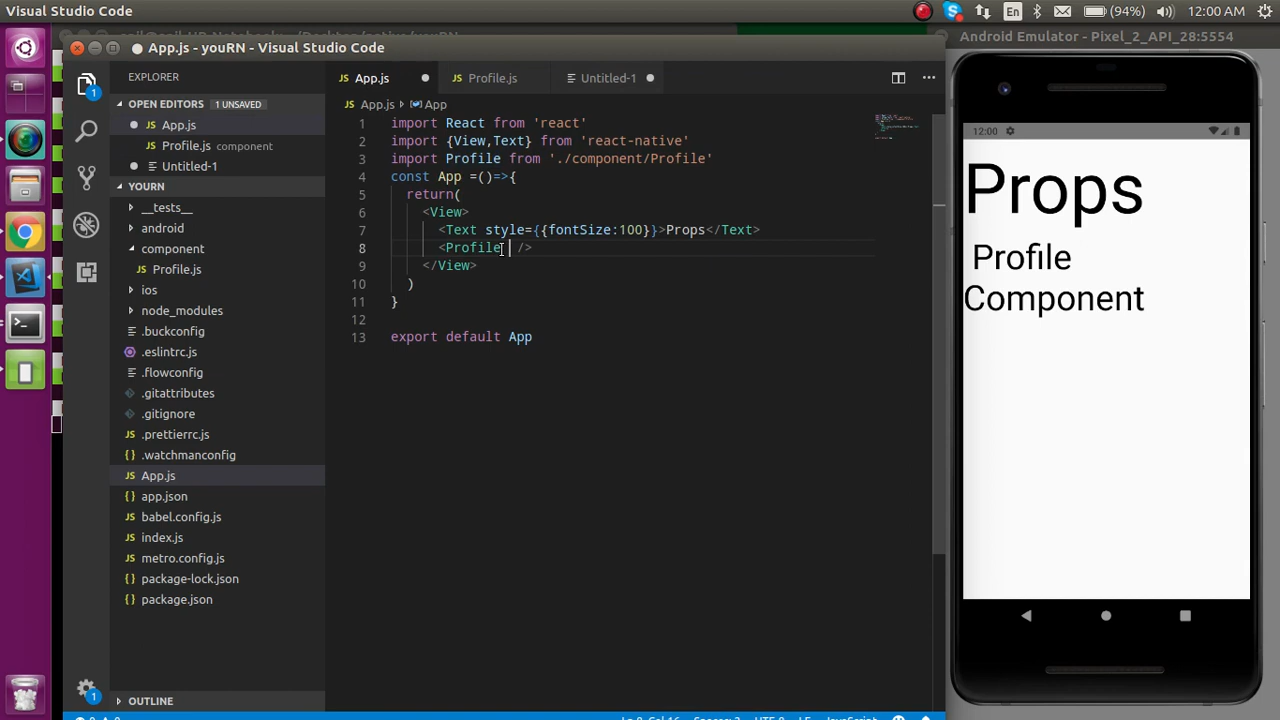 Visual Studio Code
En
(94%)
12:00 AM
App.js - youRN - Visual Studio Code
Android Emulator - Pixel_2_API_28:5554
EXPLORER
App.js
Profile.js
Untitled-1
OPEN EDITORS
1 UNSAVED
App.js
Profile.js component
Untitled-1
YOURN
__tests__
android
component
Profile.js
ios
node_modules
.buckconfig
.eslintrc.js
.flowconfig
.gitattributes
.gitignore
.prettierrc.js
.watchmanconfig
App.js
app.json
babel.config.js
index.js
metro.config.js
package-lock.json
package.json
OUTLINE
App.js › App
1 import React from 'react'
2 import {View,Text} from 'react-native'
3 import Profile from './component/Profile'
4 const App =()=>{
5 return(
6 <View>
7 <Text style={{fontSize:100}}>Props</Text>
8 <Profile />
9 </View>
10 )
11 }
12
13 export default App
12:00
Props
Profile
Component